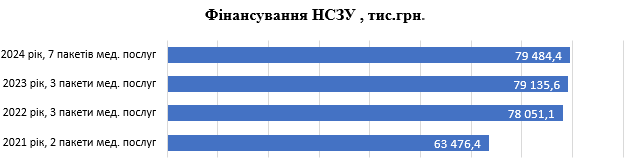 Фінансування НСЗУ , тис.грн.
2024 рік, 7 пакетів мед. послуг 79 484,4
2023 рік, 3 пакети мед. послуг 79 135,6
2022 рік, 3 пакети мед. послуг 78 051,1
2021 рік, 2 пакети мед. послуг 63 476,4